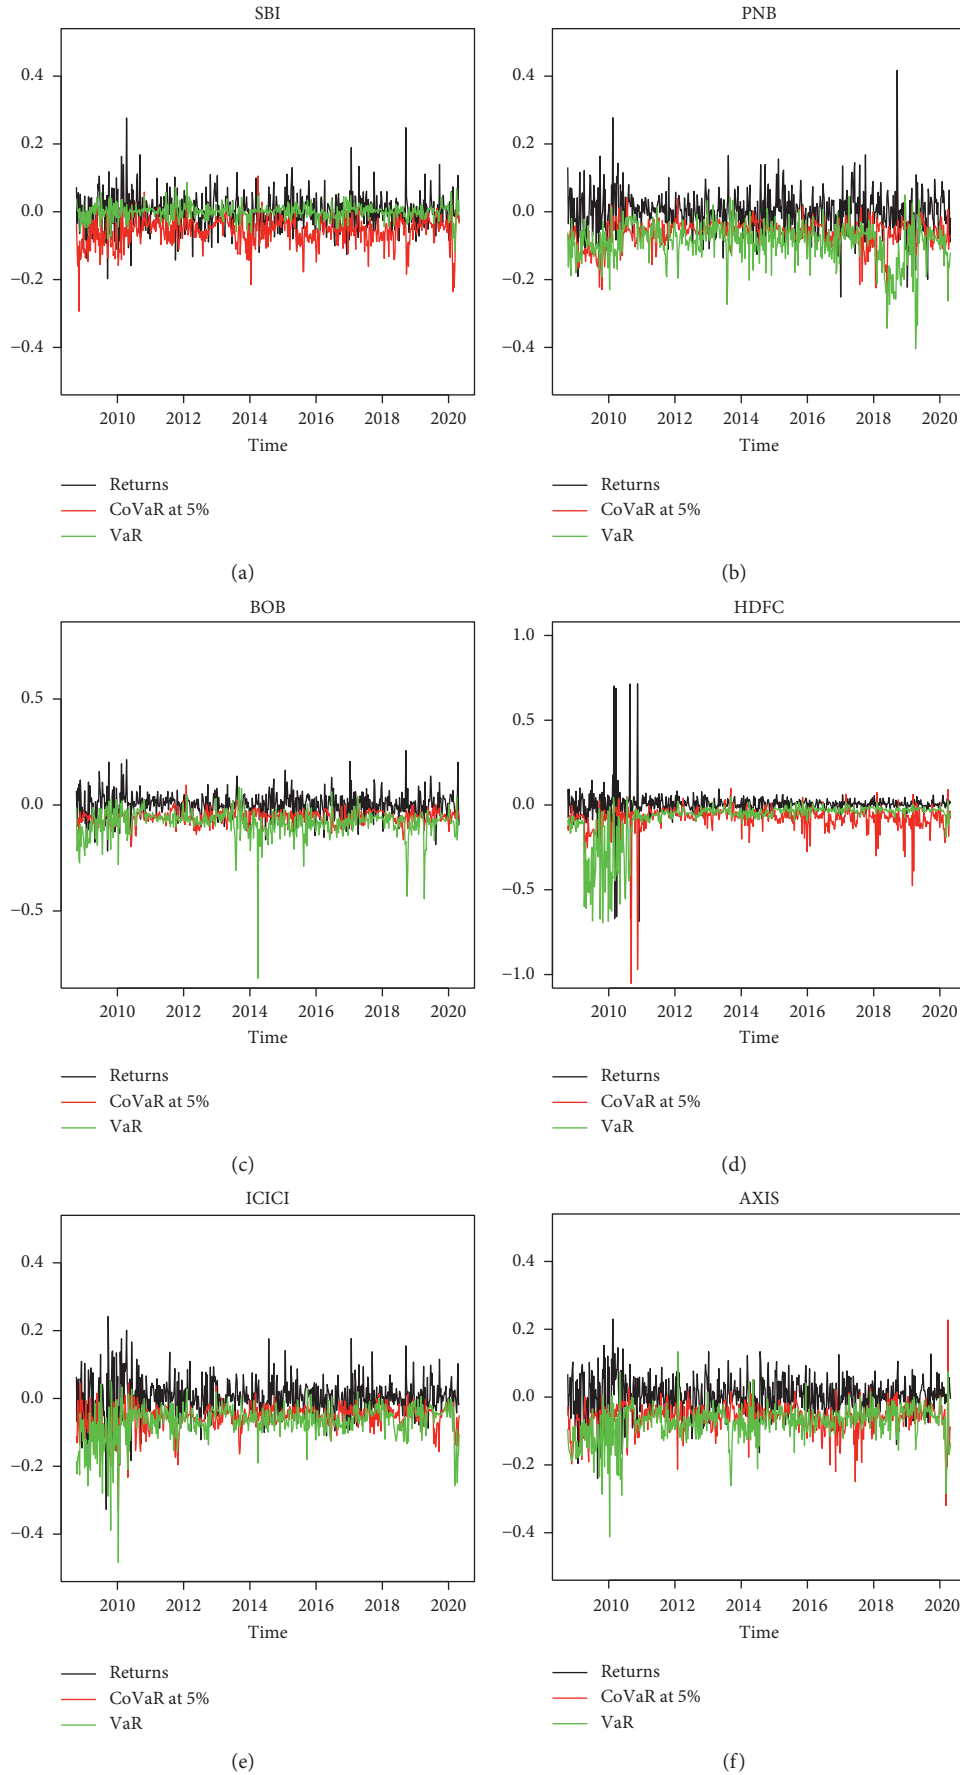 SBI
0.4
0.2
0.0
−0.2
−0.4
2010 2012 2014 2016 2018 2020
Time
Returns
CoVaR at 5%
VaR
(a)
PNB
0.4
0.2
0.0
−0.2
−0.4
2010 2012 2014 2016 2018 2020
Time
Returns
CoVaR at 5%
VaR
(b)
BOB
0.5
0.0
−0.5
2010 2012 2014 2016 2018 2020
Time
Returns
CoVaR at 5%
VaR
(c)
HDFC
1.0
0.5
0.0
−0.5
−1.0
2010 2012 2014 2016 2018 2020
Time
Returns
CoVaR at 5%
VaR
(d)
ICICI
0.4
0.2
0.0
−0.2
−0.4
2010 2012 2014 2016 2018 2020
Time
Returns
CoVaR at 5%
VaR
(e)
AXIS
0.4
0.2
0.0
−0.2
−0.4
2010 2012 2014 2016 2018 2020
Time
Returns
CoVaR at 5%
VaR
(f)